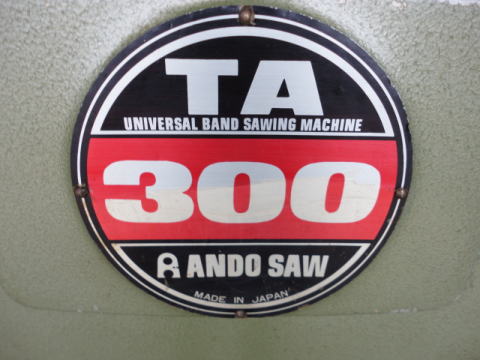 TA
UNIVERSAL BAND SAWING MACHINE
300
ANDO SAW
MADE IN JAPAN